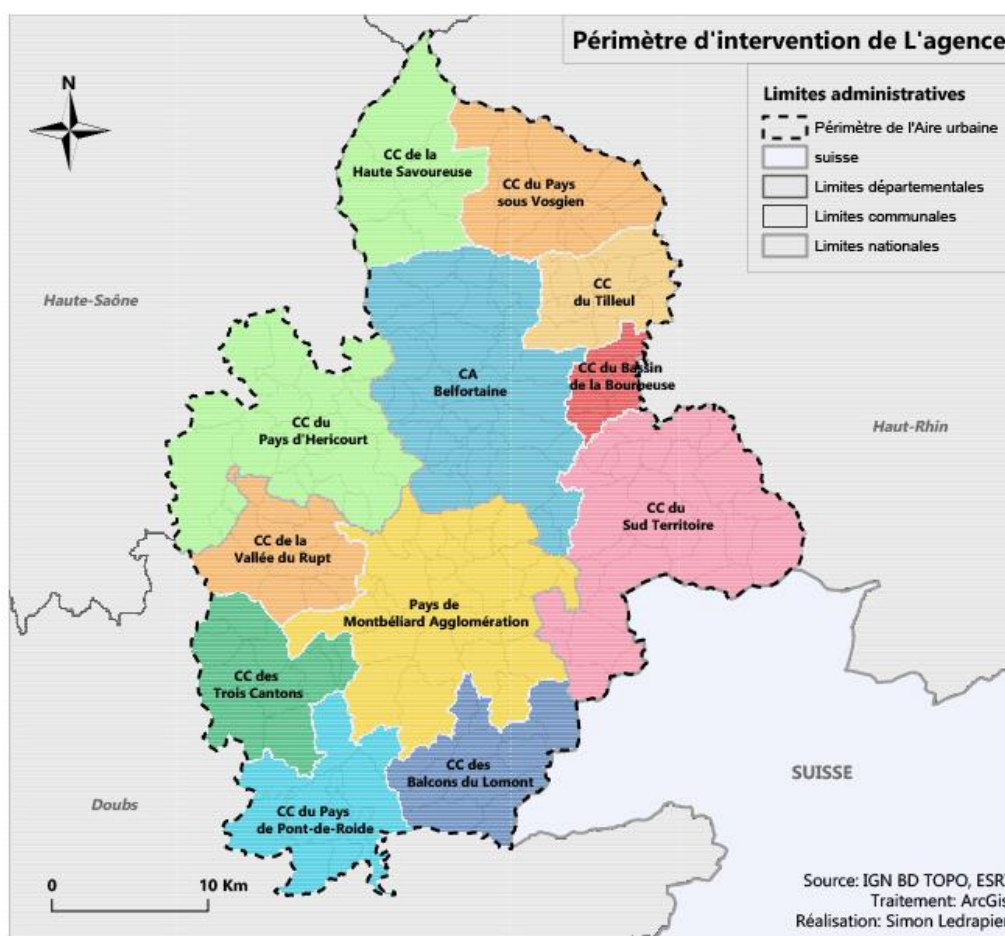 Périmètre d'intervention de L'agence
Limites administratives
Périmètre de l'Aire urbaine
suisse
Limites départementales
Limites communales
Limites nationales
N
CC de la
Haute Savoureuse
CC du Pays
sous Vosgien
CC
du Tilleul
Haute-Saône
CA
Belfortaine
CC du Bassin
de la Bourbeuse
CC du
Pays d'Hericourt
Haut-Rhin
CC du
Sud Territoire
CC de la
Vallée du Rupt
Pays de
Montbéliard Agglomération
CC des
Trois Cantons
CC des
Balcons du Lomont
SUISSE
Doubs
CC du Pays
de Pont-de-Roide
0 10 Km
Source: IGN BD TOPO, ESRI
Traitement: ArcGis
Réalisation: Simon Ledrapier